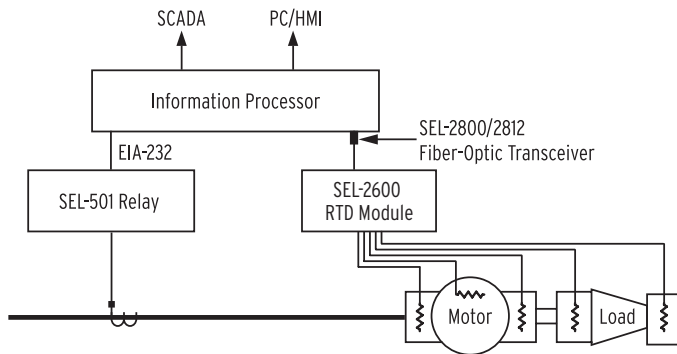 SCADA
PC/HMI
Information Processor
SEL-2800/2812
Fiber-Optic Transceiver
EIA-232
SEL-501 Relay
SEL-2600
RTD Module
Motor
Load